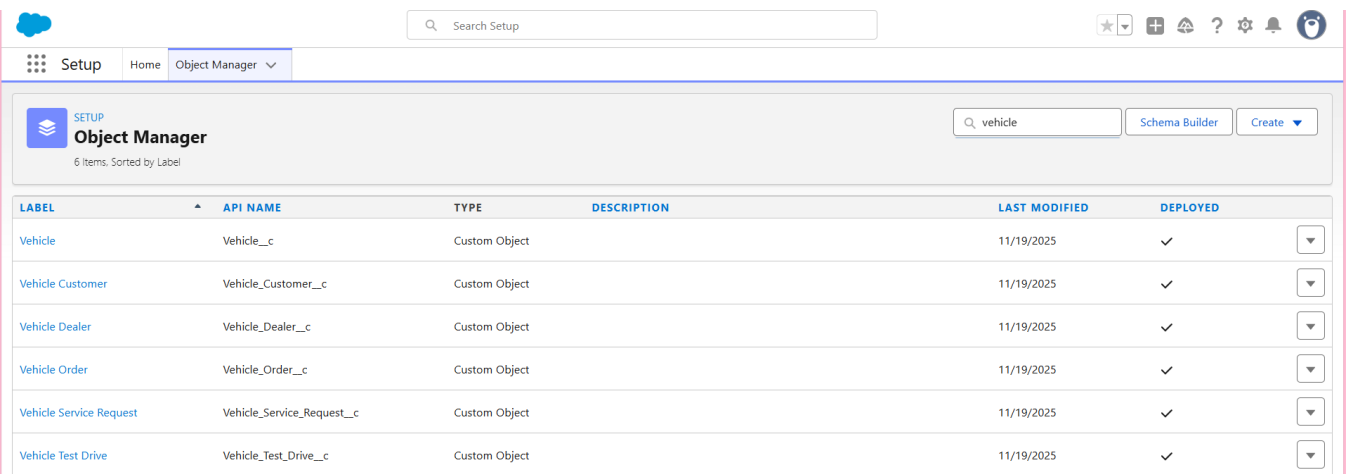 Search Setup
Setup Home Object Manager
SETUP
Object Manager
6 Items, Sorted by Label
vehicle Schema Builder Create
LABEL API NAME TYPE DESCRIPTION LAST MODIFIED DEPLOYED
Vehicle Vehicle__c Custom Object 11/19/2025
Vehicle Customer Vehicle_Customer__c Custom Object 11/19/2025
Vehicle Dealer Vehicle_Dealer__c Custom Object 11/19/2025
Vehicle Order Vehicle_Order__c Custom Object 11/19/2025
Vehicle Service Request Vehicle_Service_Request__c Custom Object 11/19/2025
Vehicle Test Drive Vehicle_Test_Drive__c Custom Object 11/19/2025